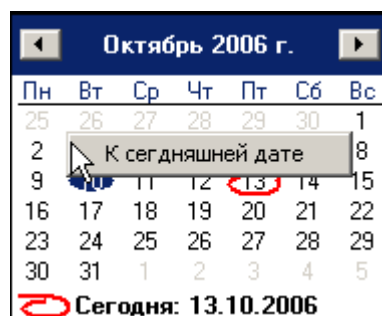 Октябрь 2006 г.
Пн Вт Ср Чт Пт Сб Вс
25 26 27 28 29 30 1
2 К сегдняшней дате 8
9 10 11 12 13 14 15
16 17 18 19 20 21 22
23 24 25 26 27 28 29
30 31 1 2 3 4 5
Сегодня: 13.10.2006